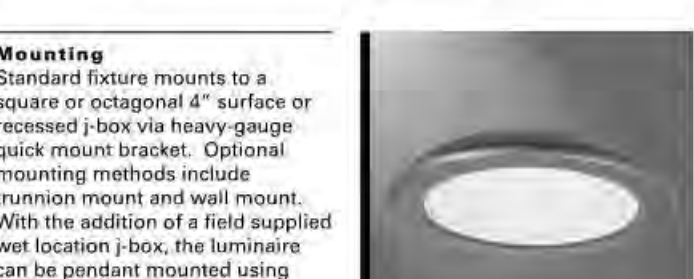 Mounting
Standard fixture mounts to a
square or octagonal 4" surface or
recessed j-box via heavy-gauge
quick mount bracket. Optional
mounting methods include
trunnion mount and wall mount.
With the addition of a field supplied
wet location j-box, the luminaire
can be pendant mounted using